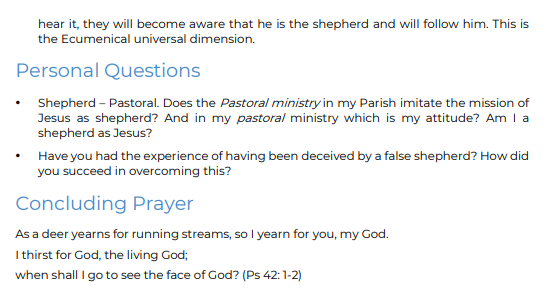 hear it, they will become aware that he is the shepherd and will follow him. This is
the Ecumenical universal dimension.
Personal Questions
• Shepherd – Pastoral. Does the Pastoral ministry in my Parish imitate the mission of
Jesus as shepherd? And in my pastoral ministry which is my attitude? Am I a
shepherd as Jesus?
• Have you had the experience of having been deceived by a false shepherd? How did
you succeed in overcoming this?
Concluding Prayer
As a deer yearns for running streams, so I yearn for you, my God.
I thirst for God, the living God;
when shall I go to see the face of God? (Ps 42: 1-2)